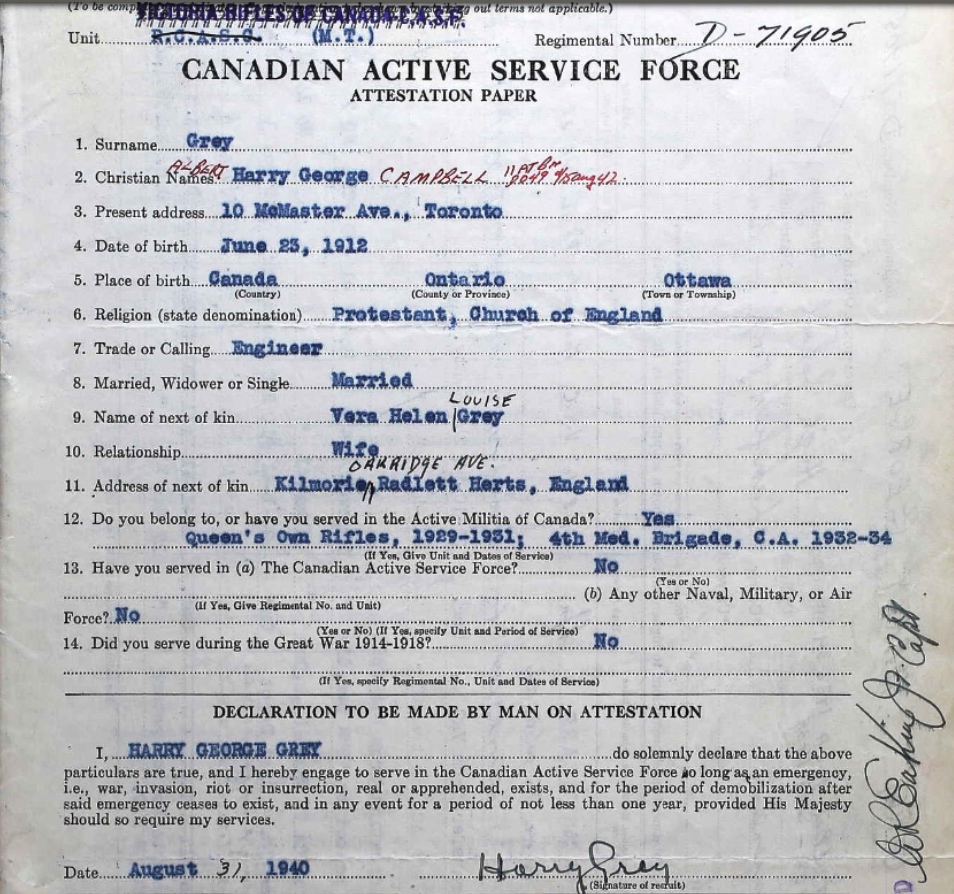 (To be out terms not applicable.)
VICTORIA RIFLES OF CANADA C.A.S.F.
Unit R.C.A.S.C. (M.T.) Regimental Number D-71905
CANADIAN ACTIVE SERVICE FORCE
ATTESTATION PAPER
1. Surname Grey
ALBERT
2. Christian Names Harry George CAMPBELL
3. Present address 10 McMaster Ave., Toronto
4. Date of birth June 23, 1912
5. Place of birth Canada Ontario Ottawa
(Country) (County or Province) (Town or Township)
6. Religion (state denomination) Protestant, Church of England
7. Trade or Calling Engineer
8. Married, Widower or Single Married
LOUISE
9. Name of next of kin Vera Helen Grey
10. Relationship Wife
OAKRIDGE AVE.
11. Address of next of kin Kilmorie, Radlett Herts, England
12. Do you belong to, or have you served in the Active Militia of Canada? Yes
Queen's Own Rifles, 1929-1931; 4th Med. Brigade, C.A. 1932-34
(If Yes, Give Unit and Dates of Service)
13. Have you served in (a) The Canadian Active Service Force? No
(Yes or No)
(b) Any other Naval, Military, or Air
(If Yes, Give Regimental No. and Unit)
Force? No
(Yes or No) (If Yes, specify Unit and Period of Service)
14. Did you serve during the Great War 1914-1918? No
(If Yes, specify Regimental No., Unit and Dates of Service)
DECLARATION TO BE MADE BY MAN ON ATTESTATION
I, HARRY GEORGE GREY do solemnly declare that the above
particulars are true, and I hereby engage to serve in the Canadian Active Service Force so long as an emergency,
i.e., war, invasion, riot or insurrection, real or apprehended, exists, and for the period of demobilization after
said emergency ceases to exist, and in any event for a period of not less than one year, provided His Majesty
should so require my services.
Date August 31, 1940 Harry Grey
(Signature of recruit)